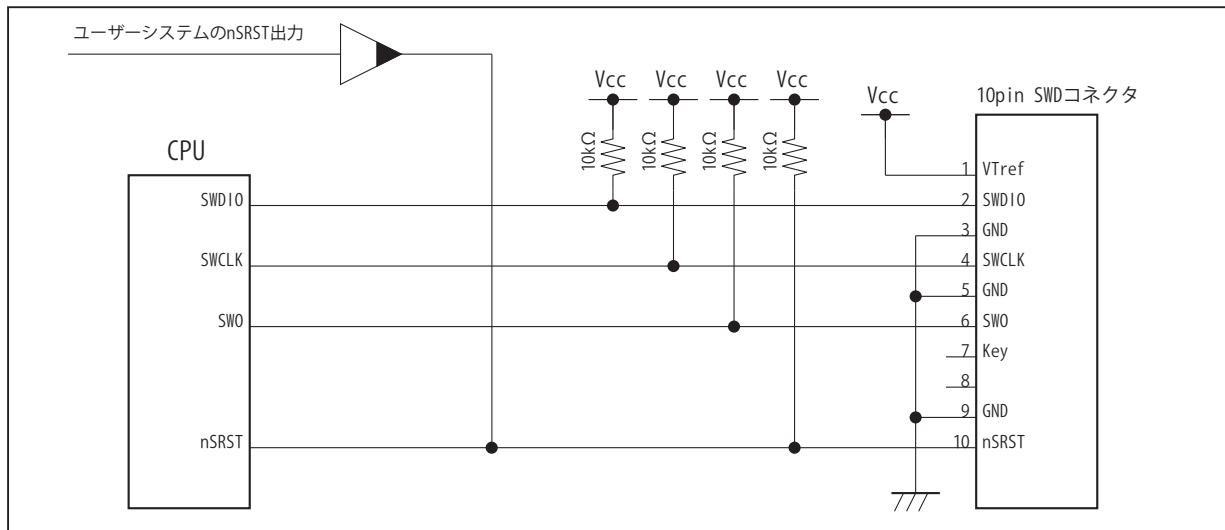 ユーザーシステムのnSRST出力
Vcc Vcc Vcc Vcc
Vcc
10pin SWDコネクタ
10kΩ 10kΩ 10kΩ 10kΩ
CPU
1 VTref
SWDIO
2 SWDIO
3 GND
SWCLK
4 SWCLK
5 GND
SWO
6 SWO
7 Key
8
9 GND
nSRST
10 nSRST